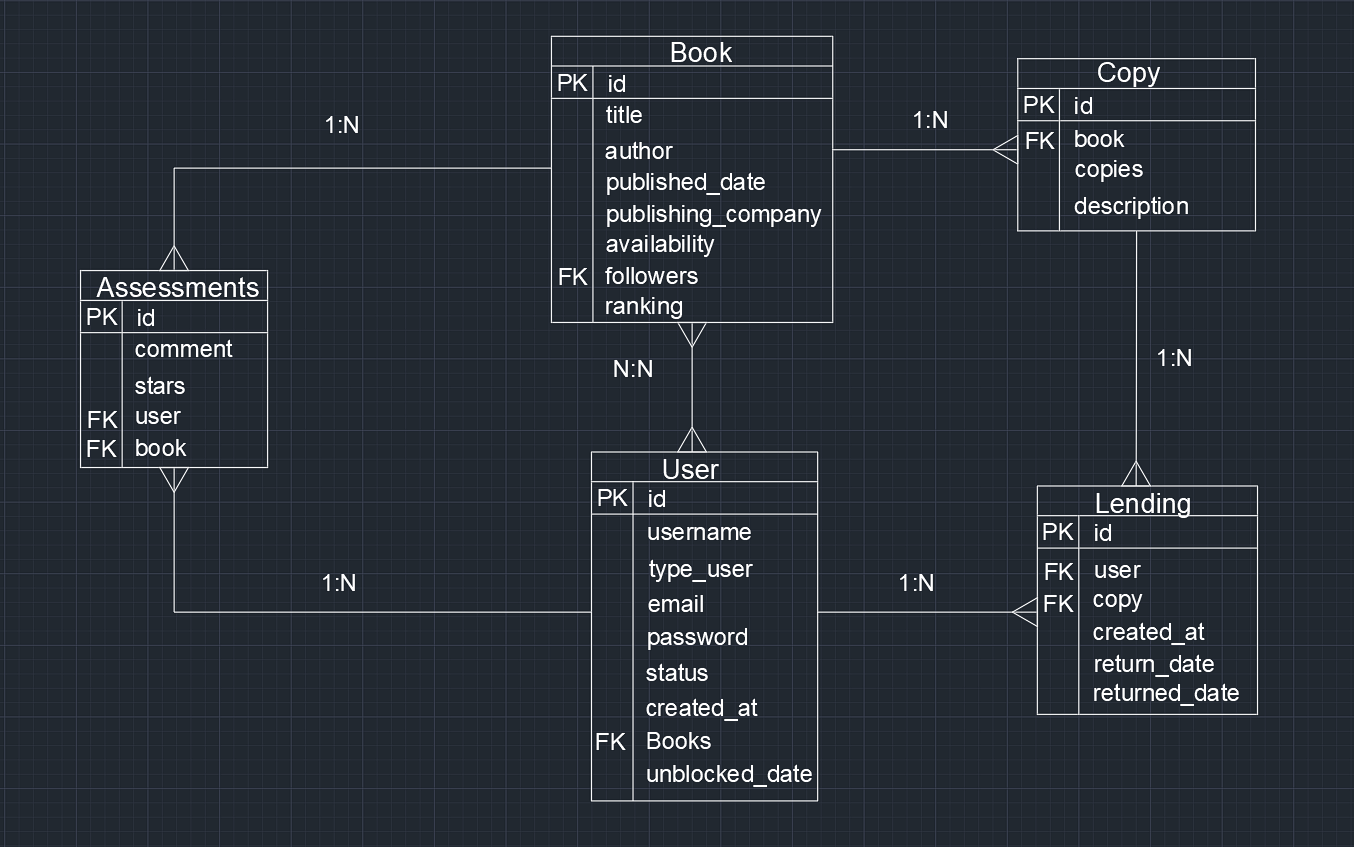 Book
PK id
title
author
published_date
publishing_company
availability
FK followers
ranking
Copy
PK id
FK book
copies
description
1:N
1:N
Assessments
PK id
comment
stars
FK user
FK book
N:N
1:N
User
PK id
username
type_user
email
password
status
created_at
FK Books
unblocked_date
Lending
PK id
FK user
FK copy
created_at
return_date
returned_date
1:N
1:N